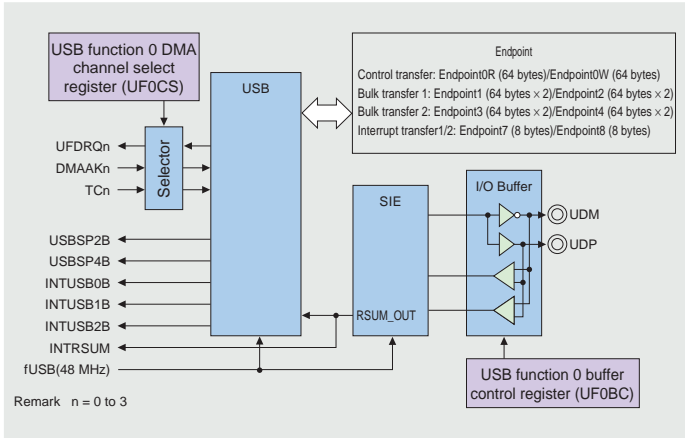 USB function 0 DMA
channel select
register (UF0CS)
USB
Endpoint
Control transfer: Endpoint0R (64 bytes)/Endpoint0W (64 bytes)
Bulk transfer 1: Endpoint1 (64 bytes × 2)/Endpoint2 (64 bytes × 2)
Bulk transfer 2: Endpoint3 (64 bytes × 2)/Endpoint4 (64 bytes × 2)
Interrupt transfer1/2: Endpoint7 (8 bytes)/Endpoint8 (8 bytes)
UFDRQn
DMAAKn
TCn
Selector
SIE
I/O Buffer
UDM
UDP
USBSP2B
USBSP4B
INTUSB0B
INTUSB1B
INTUSB2B
RSUM_OUT
INTRSUM
fUSB(48 MHz)
USB function 0 buffer
control register (UF0BC)
Remark n = 0 to 3